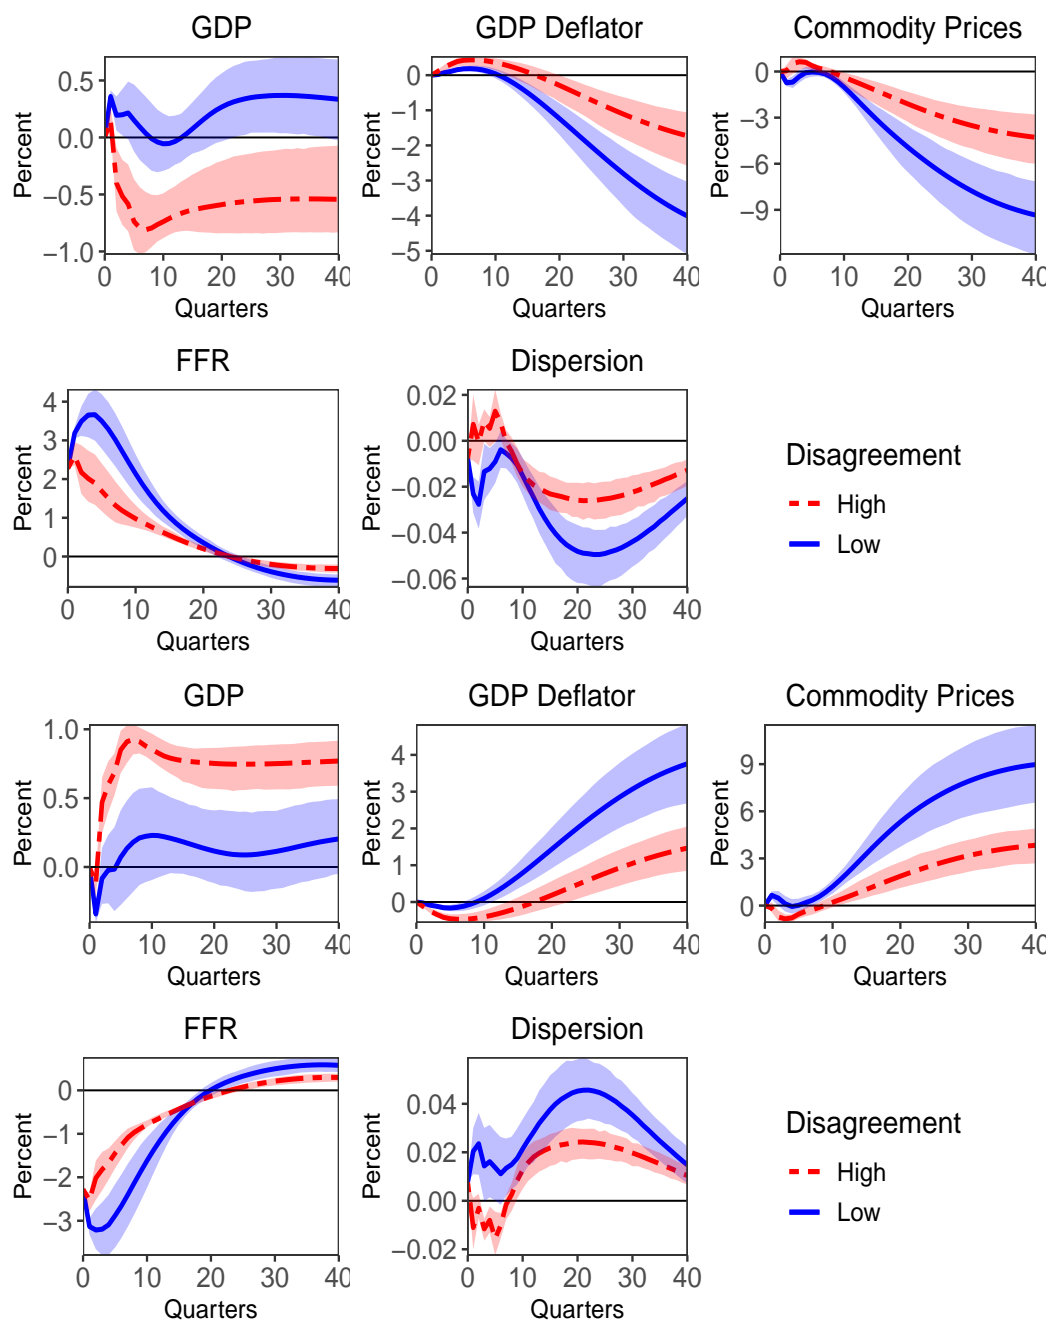 GDP
GDP Deflator
Commodity Prices
Percent
0.5
0.0
−0.5
−1.0
0 10 20 30 40
Quarters
Percent
0
−1
−2
−3
−4
−5
0 10 20 30 40
Quarters
Percent
0
−3
−6
−9
0 10 20 30 40
Quarters
FFR
Dispersion
Percent
4
3
2
1
0
0 10 20 30 40
Quarters
Percent
0.02
0.00
−0.02
−0.04
−0.06
0 10 20 30 40
Quarters
Disagreement
High
Low
GDP
GDP Deflator
Commodity Prices
Percent
1.0
0.5
0.0
0 10 20 30 40
Quarters
Percent
4
3
2
1
0
0 10 20 30 40
Quarters
Percent
9
6
3
0
0 10 20 30 40
Quarters
FFR
Dispersion
Percent
0
−1
−2
−3
0 10 20 30 40
Quarters
Percent
0.04
0.02
0.00
−0.02
0 10 20 30 40
Quarters
Disagreement
High
Low